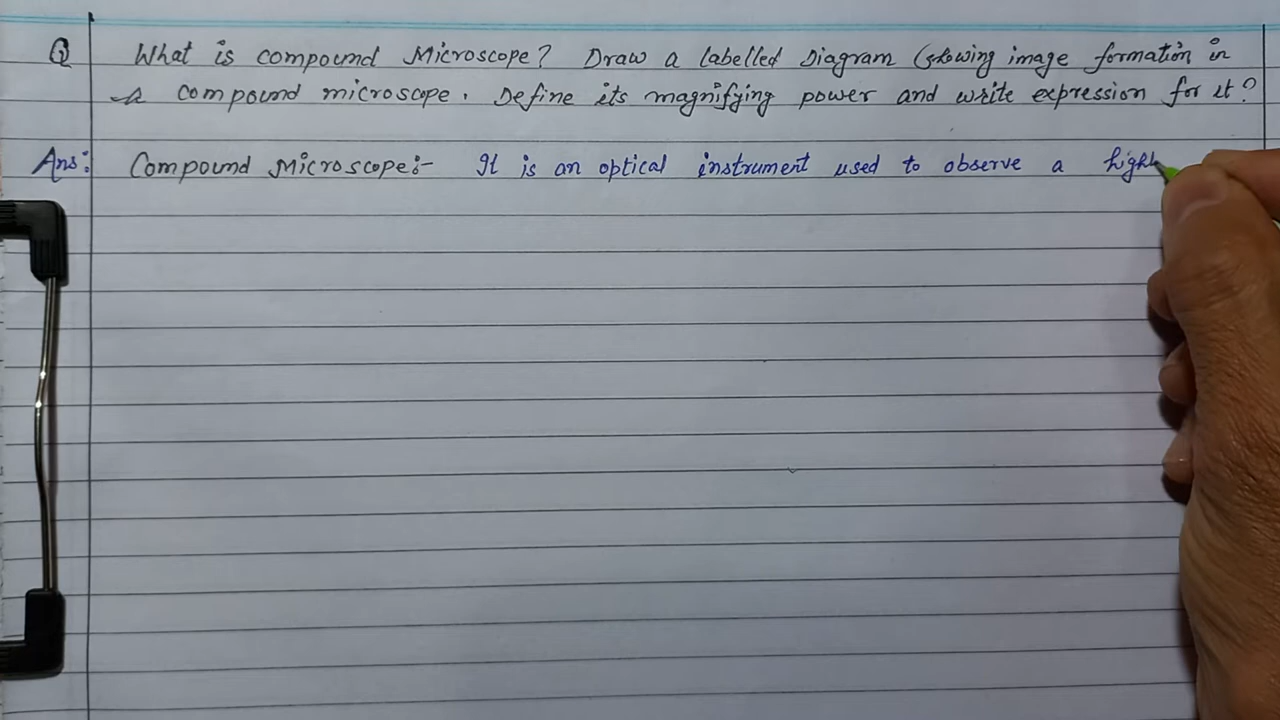 Q What is compound Microscope? Draw a labelled Diagram showing image formation in
a compound microscope. Define its magnifying power and write expression for it?
Ans: Compound Microscope:- It is an optical instrument used to observe a high